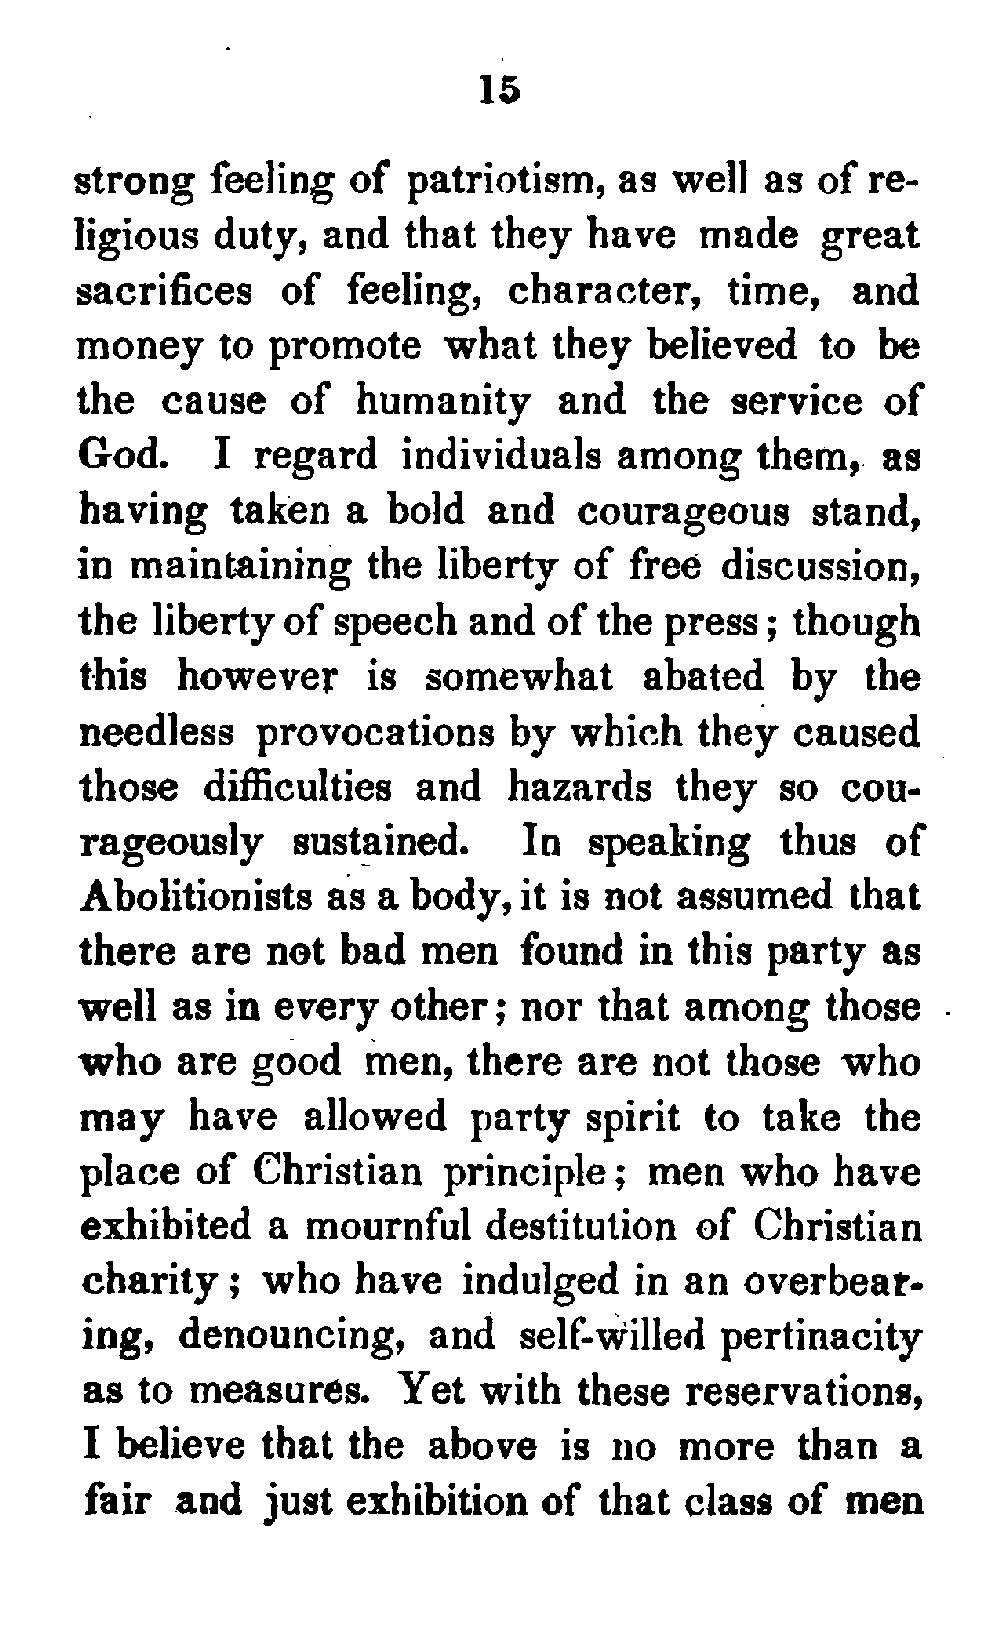 15
strong feeling of patriotism, as well as of re-
ligious duty, and that they have made great
sacrifices of feeling, character, time, and
money to promote what they believed to be
the cause of humanity and the service of
God. I regard individuals among them, as
having taken a bold and courageous stand,
in maintaining the liberty of free discussion,
the liberty of speech and of the press; though
this however is somewhat abated by the
needless provocations by which they caused
those difficulties and hazards they so cou-
rageously sustained. In speaking thus of
Abolitionists as a body, it is not assumed that
there are not bad men found in this party as
well as in every other; nor that among those
who are good men, there are not those who
may have allowed party spirit to take the
place of Christian principle; men who have
exhibited a mournful destitution of Christian
charity; who have indulged in an overbear-
ing, denouncing, and self-willed pertinacity
as to measures. Yet with these reservations,
I believe that the above is no more than a
fair and just exhibition of that class of men